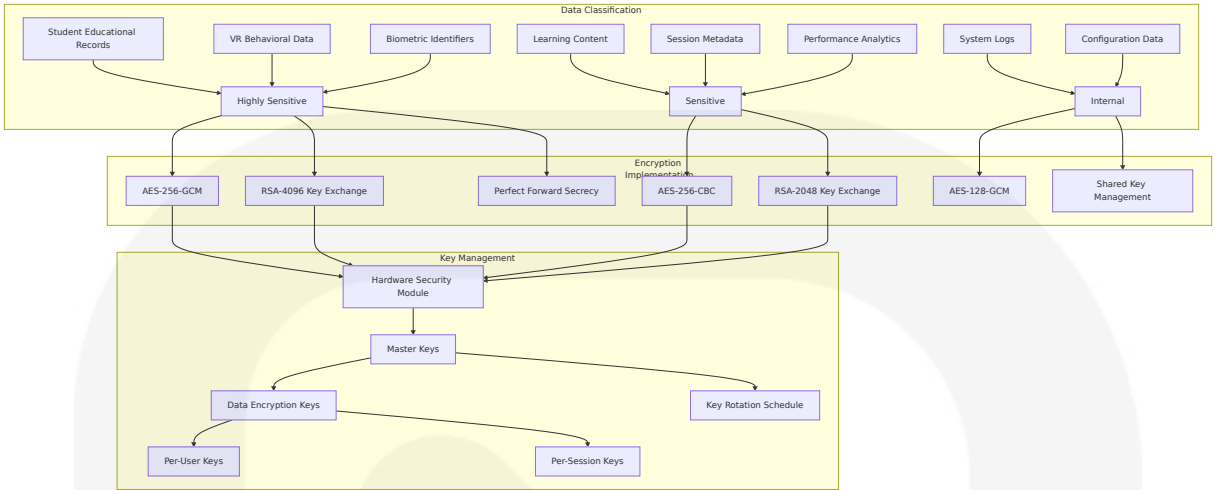 Data Classification
Student Educational
Records
VR Behavioral Data
Biometric Identifiers
Learning Content
Session Metadata
Performance Analytics
System Logs
Configuration Data
Highly Sensitive
Sensitive
Internal
Encryption
Implementation
AES-256-GCM
RSA-4096 Key Exchange
Perfect Forward Secrecy
AES-256-CBC
RSA-2048 Key Exchange
AES-128-GCM
Shared Key
Management
Key Management
Hardware Security
Module
Master Keys
Data Encryption Keys
Key Rotation Schedule
Per-User Keys
Per-Session Keys